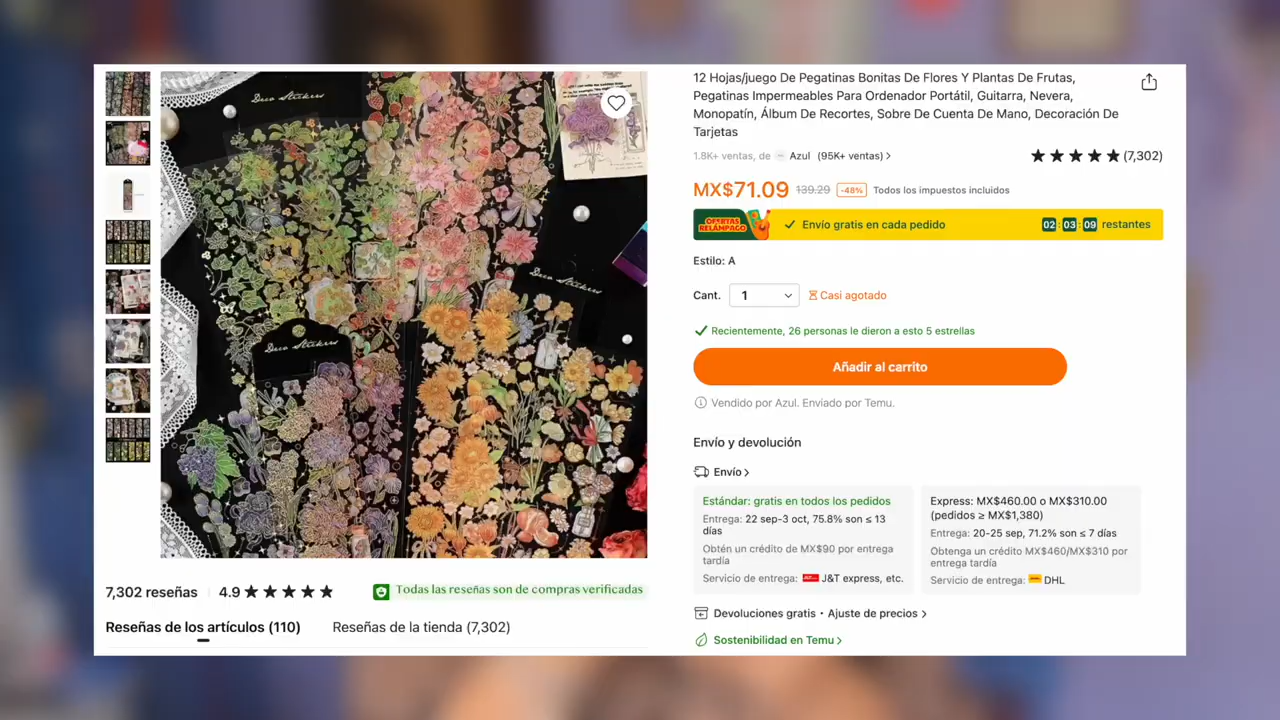 Deco Stickers
Deco Stickers
Deco Stickers
7,302 reseñas
4.9
Todas las reseñas son de compras verificadas
Reseñas de los artículos (110)
Reseñas de la tienda (7,302)
12 Hojas/juego De Pegatinas Bonitas De Flores Y Plantas De Frutas,
Pegatinas Impermeables Para Ordenador Portátil, Guitarra, Nevera,
Monopatín, Álbum De Recortes, Sobre De Cuenta De Mano, Decoración De
Tarjetas
1.8K+ ventas, de Azul (95K+ ventas) >
(7,302)
MX$71.09 139.29 -48% Todos los impuestos incluidos
OFERTAS
RELÁMPAGO
Envío gratis en cada pedido
02 : 03 : 09 restantes
Estilo: A
Cant. 1 Casi agotado
Recientemente, 26 personas le dieron a esto 5 estrellas
Añadir al carrito
Vendido por Azul. Enviado por Temu.
Envío y devolución
Envío >
Estándar: gratis en todos los pedidos
Entrega: 22 sep-3 oct, 75.8% son ≤ 13
días
Obtén un crédito de MX$90 por entrega
tardía
Servicio de entrega: J&T express, etc.
Express: MX$460.00 o MX$310.00
(pedidos ≥ MX$1,380)
Entrega: 20-25 sep, 71.2% son ≤ 7 días
Obtenga un crédito MX$460/MX$310 por
entrega tardía
Servicio de entrega: DHL
Devoluciones gratis · Ajuste de precios >
Sostenibilidad en Temu >